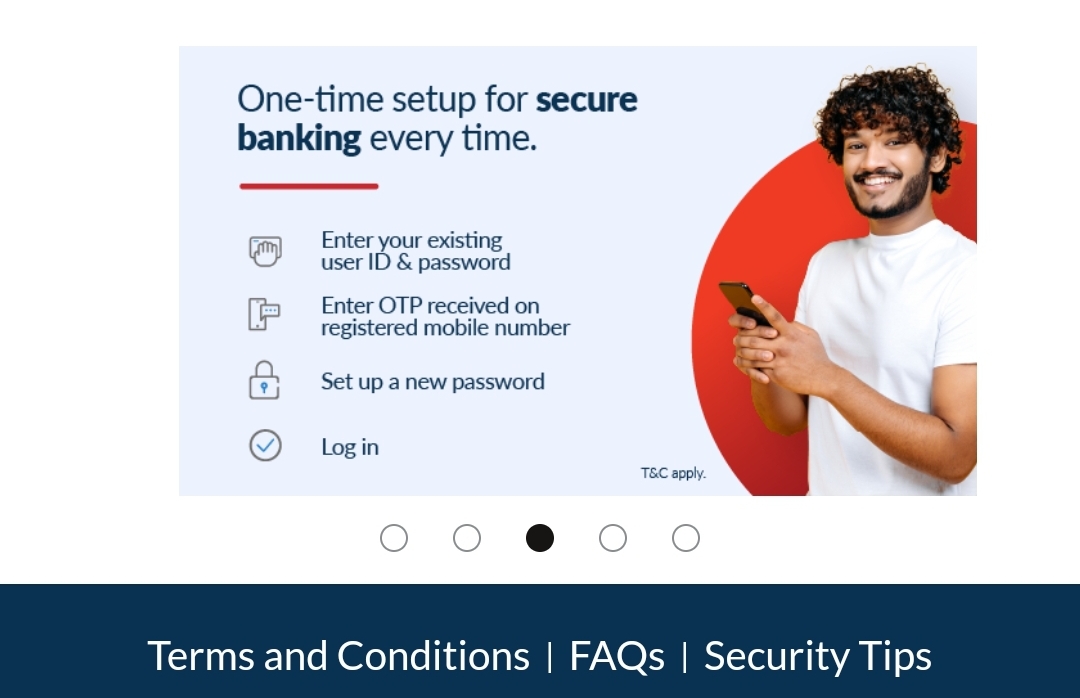 One-time setup for secure
banking every time.
Enter your existing
user ID & password
Enter OTP received on
registered mobile number
Set up a new password
Log in
T&C apply.
Terms and Conditions | FAQs | Security Tips